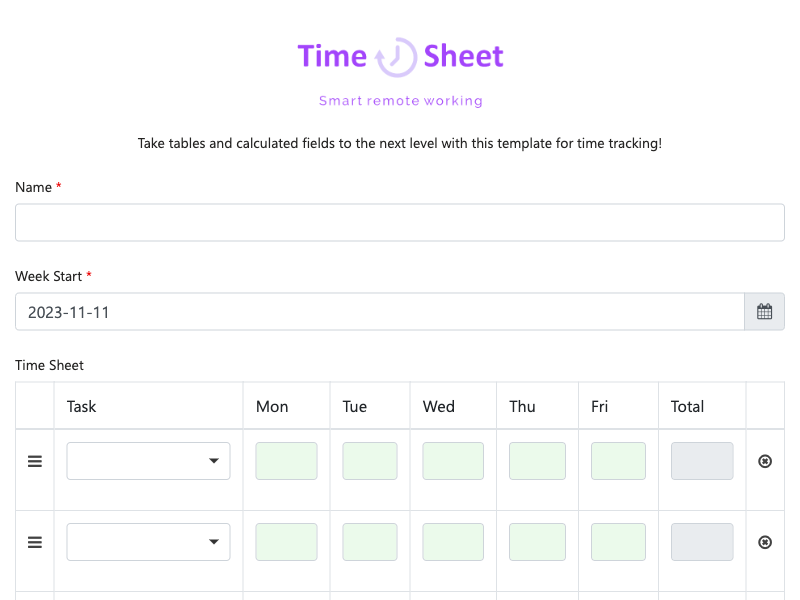 Time Sheet
Smart remote working
Take tables and calculated fields to the next level with this template for time tracking!
Name *
Week Start *
2023-11-11
Time Sheet
Task Mon Tue Wed Thu Fri Total